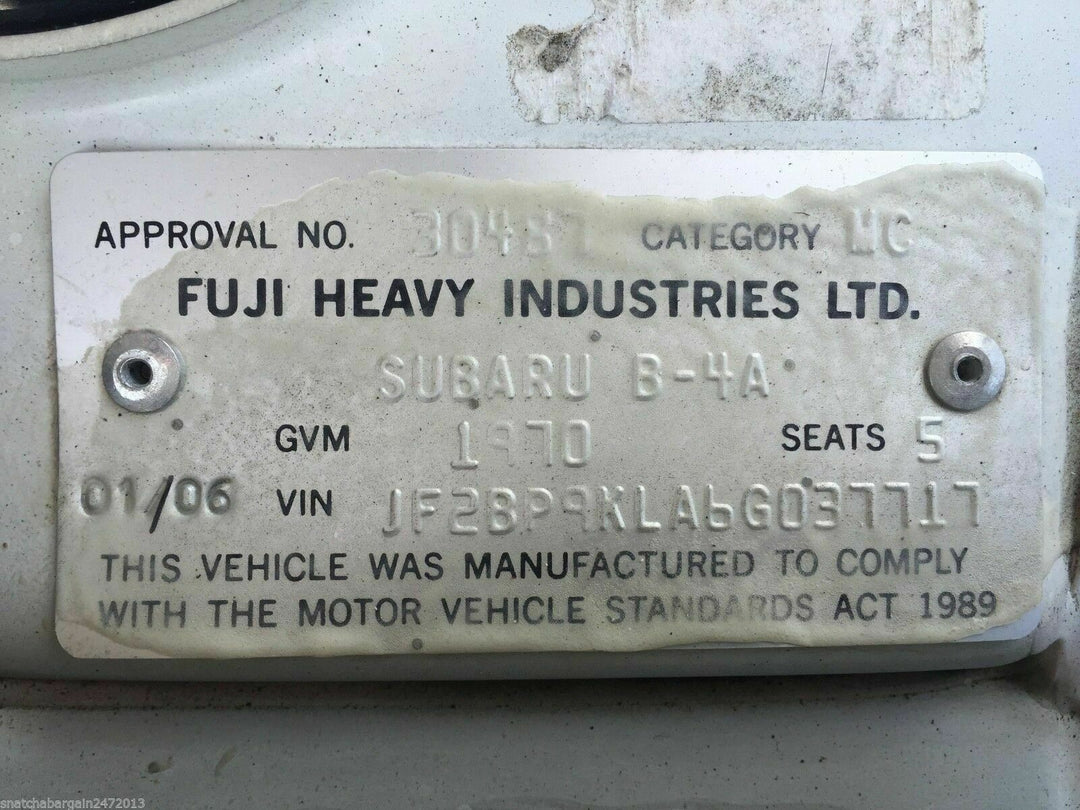 APPROVAL NO. 30487 CATEGORY MC
FUJI HEAVY INDUSTRIES LTD.
SUBARU B-4A
GVM 1970 SEATS 5
01/06 VIN JF2BP9KLA6G037717
THIS VEHICLE WAS MANUFACTURED TO COMPLY
WITH THE MOTOR VEHICLE STANDARDS ACT 1989
snatchabargain2472013